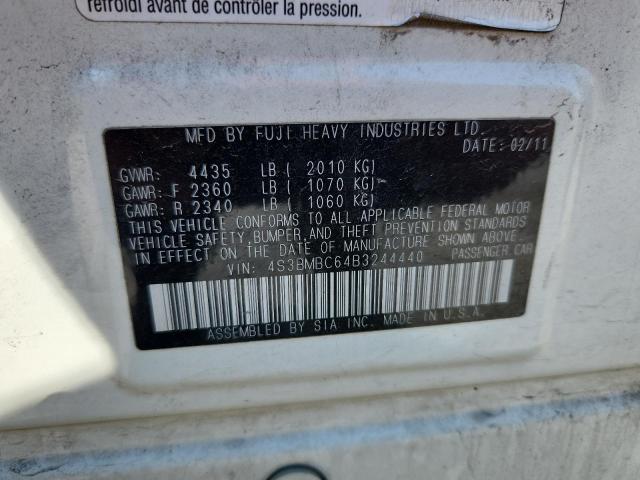 refroidi avant de contrôler la pression.
MFD BY FUJI HEAVY INDUSTRIES LTD.
DATE: 02/11
GVWR: 4435 LB ( 2010 KG)
GAWR: F 2360 LB ( 1070 KG)
GAWR: R 2340 LB ( 1060 KG)
THIS VEHICLE CONFORMS TO ALL APPLICABLE FEDERAL MOTOR
VEHICLE SAFETY, BUMPER, AND THEFT PREVENTION STANDARDS
IN EFFECT ON THE DATE OF MANUFACTURE SHOWN ABOVE.
VIN: 4S3BMBC64B3244440 PASSENGER CAR
ASSEMBLED BY SIA INC. MADE IN U.S.A.